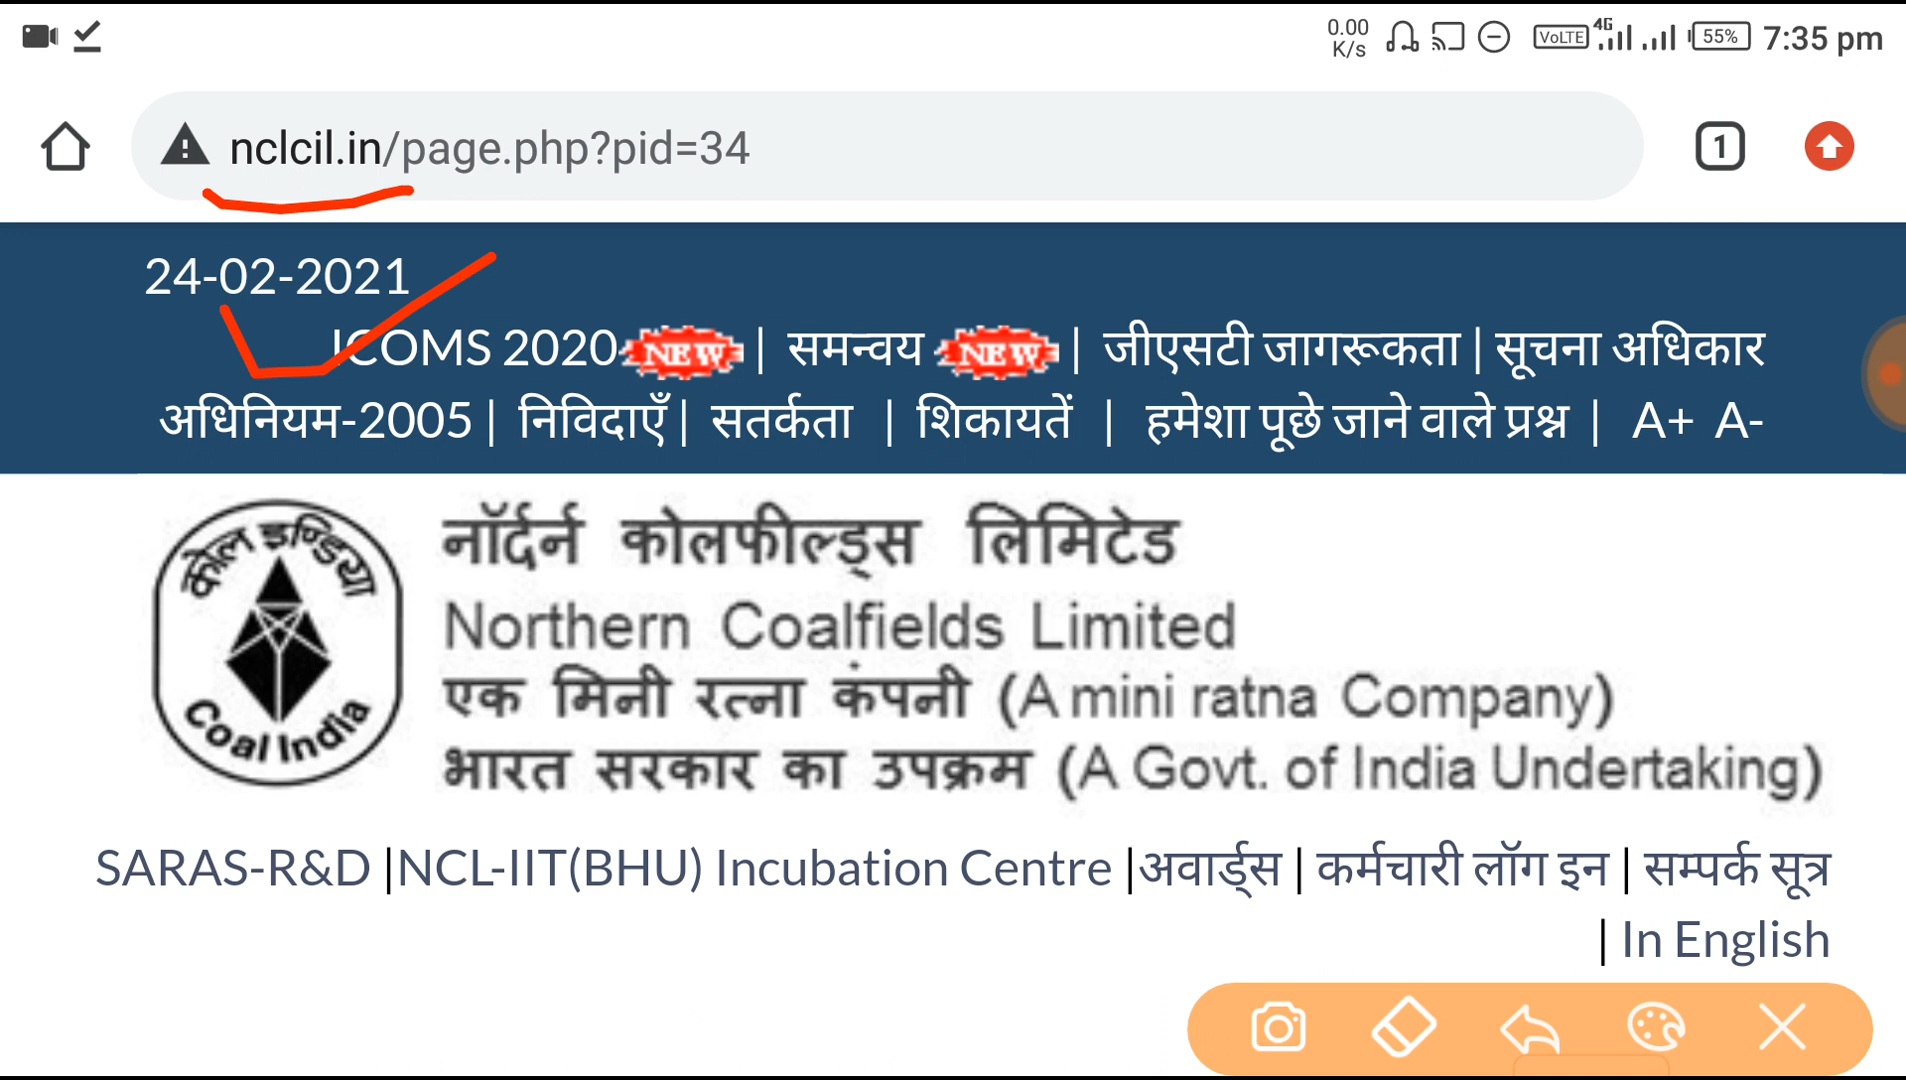 0.00 K/s VoLTE 4G 55% 7:35 pm
nclcil.in/page.php?pid=34 1
24-02-2021
ICOMS 2020 NEW | समन्वय NEW | जीएसटी जागरूकता | सूचना अधिकार
अधिनियम-2005 | निविदाएँ | सतर्कता | शिकायतें | हमेशा पूछे जाने वाले प्रश्न | A+ A-
कोल इण्डिया
Coal India
नॉर्दर्न कोलफील्ड्स लिमिटेड
Northern Coalfields Limited
एक मिनी रत्ना कंपनी (A mini ratna Company)
भारत सरकार का उपक्रम (A Govt. of India Undertaking)
SARAS-R&D |NCL-IIT(BHU) Incubation Centre |अवार्ड्स | कर्मचारी लॉग इन | सम्पर्क सूत्र
| In English